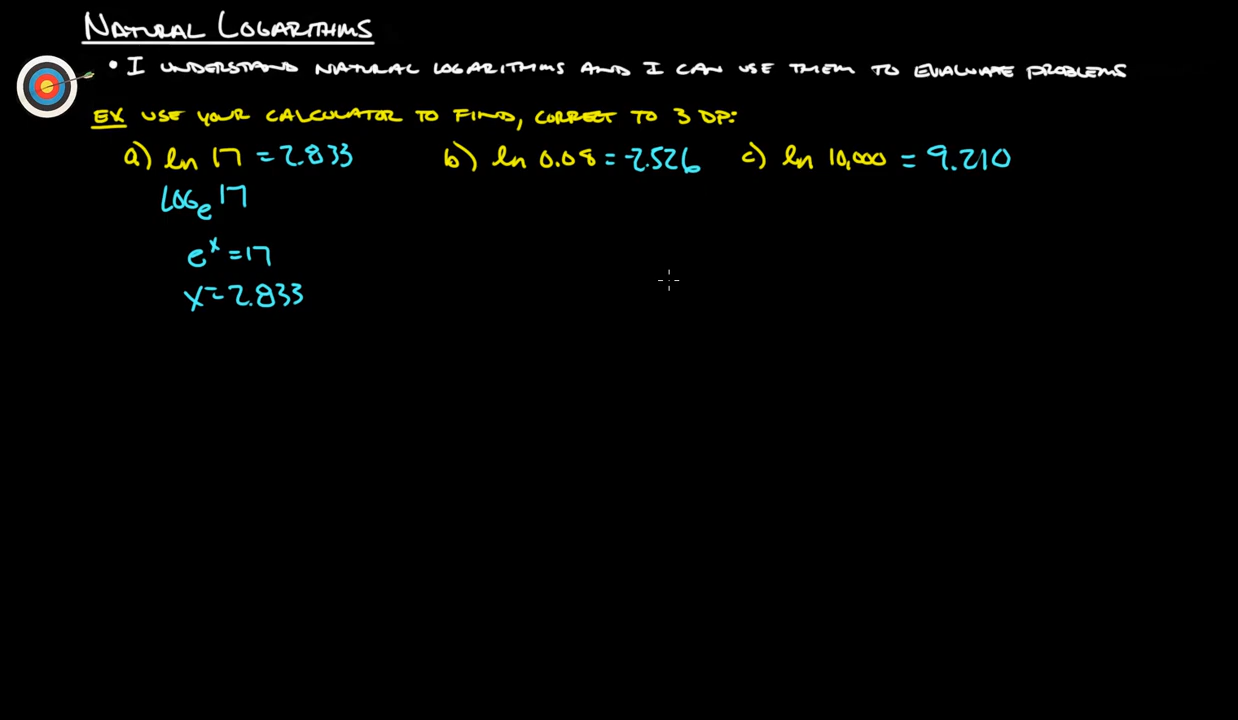 NATURAL LOGARITHMS
• I UNDERSTAND NATURAL LOGARITHMS AND I CAN USE THEM TO EVALUATE PROBLEMS
EX USE YOUR CALCULATOR TO FIND, CORRECT TO 3 DP:
a) ln 17 = 2.833 b) ln 0.08 = -2.526 c) ln 10,000 = 9.210
LOGₑ 17
eˣ = 17
x = 2.833